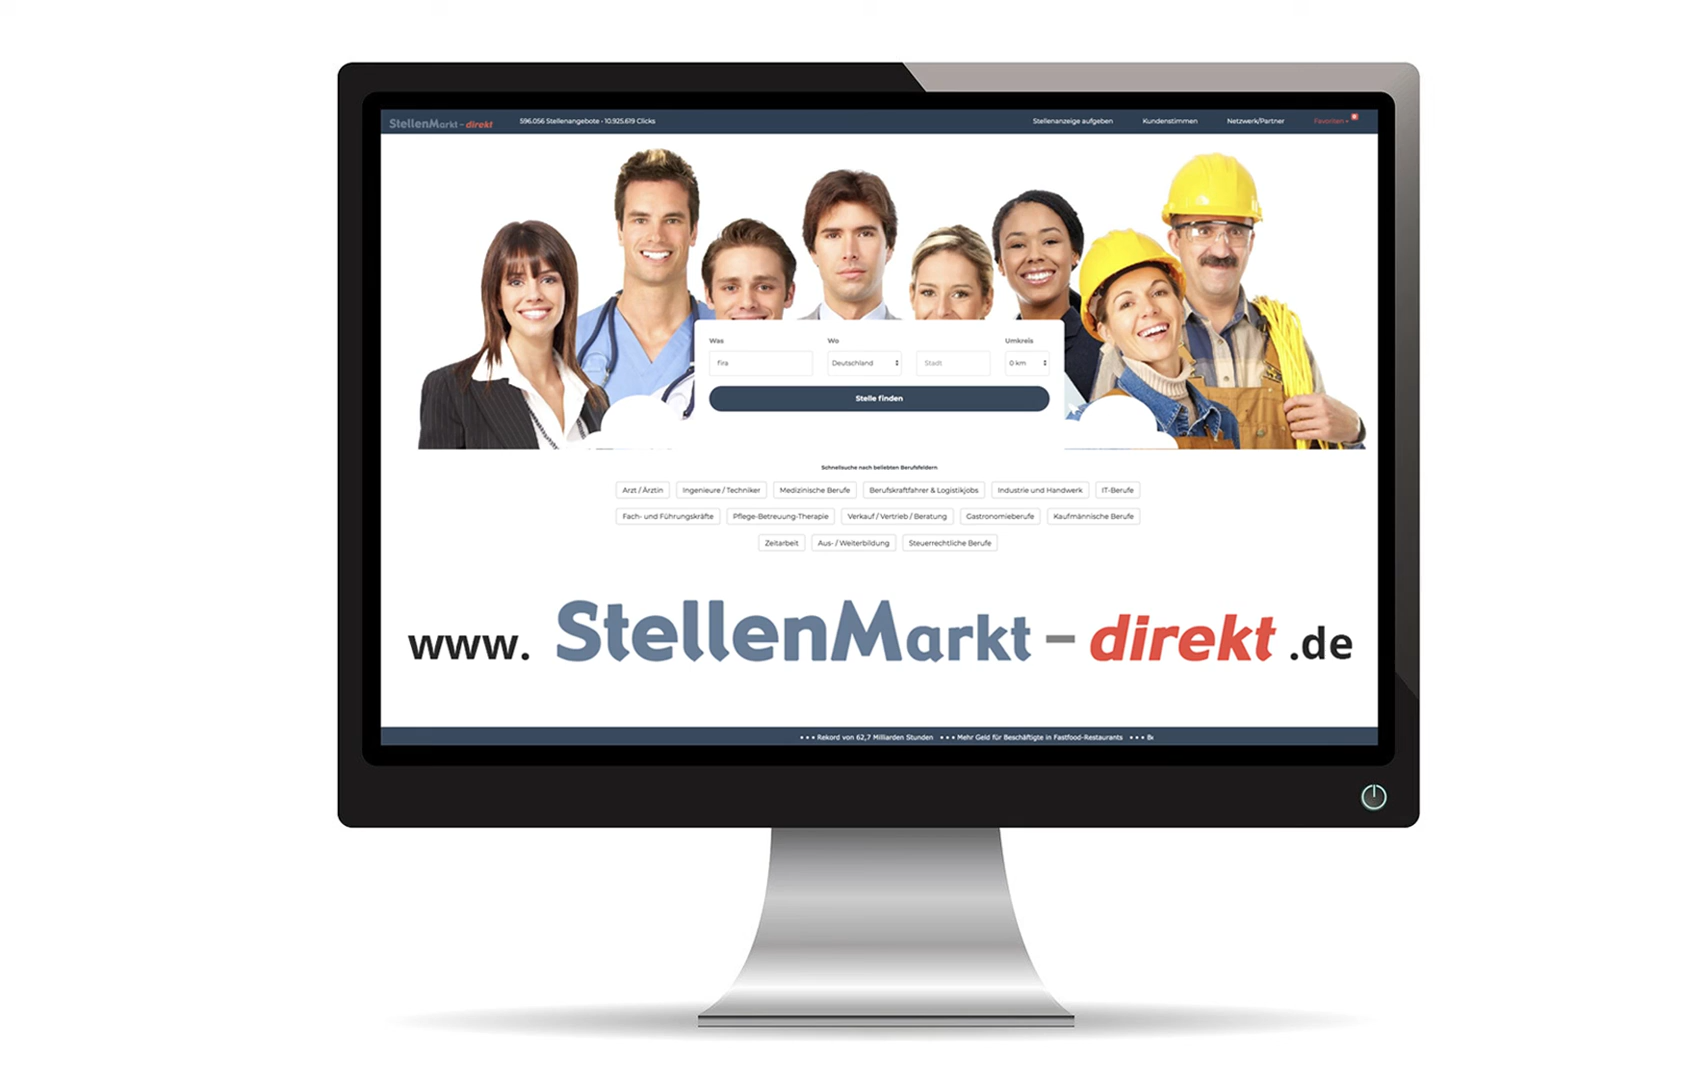 StellenMarkt - direkt 596.056 Stellenangebote - 10.925.619 Clicks Stellenanzeige aufgeben Kundenstimmen Netzwerk/Partner Favoriten
Was Wo Umkreis
fira Deutschland Stadt 0 km
Stelle finden
Schnellsuche nach beliebten Berufsfeldern
Arzt / Ärztin Ingenieure / Techniker Medizinische Berufe Berufskraftfahrer & Logistikjobs Industrie und Handwerk IT-Berufe
Fach- und Führungskräfte Pflege-Betreuung-Therapie Verkauf / Vertrieb / Beratung Gastronomieberufe Kaufmännische Berufe
Zeitarbeit Aus- / Weiterbildung Steuerrechtliche Berufe
www. StellenMarkt - direkt .de
• • • Rekord von 62,7 Milliarden Stunden • • • Mehr Geld für Beschäftigte in Fastfood-Restaurants • • •